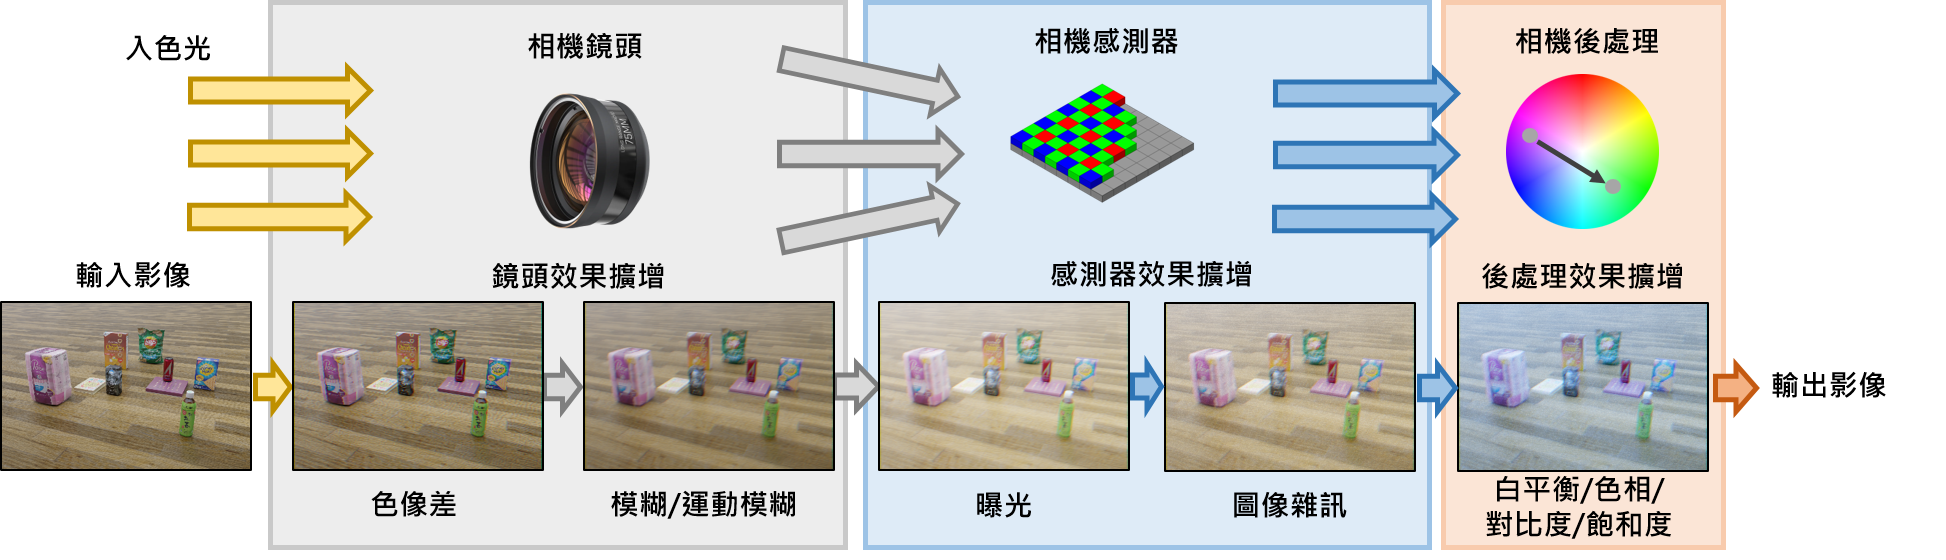 入色光
相機鏡頭
相機感測器
相機後處理
75MM
輸入影像
鏡頭效果擴增
感測器效果擴增
後處理效果擴增
輸出影像
色像差
模糊/運動模糊
曝光
圖像雜訊
白平衡/色相/
對比度/飽和度